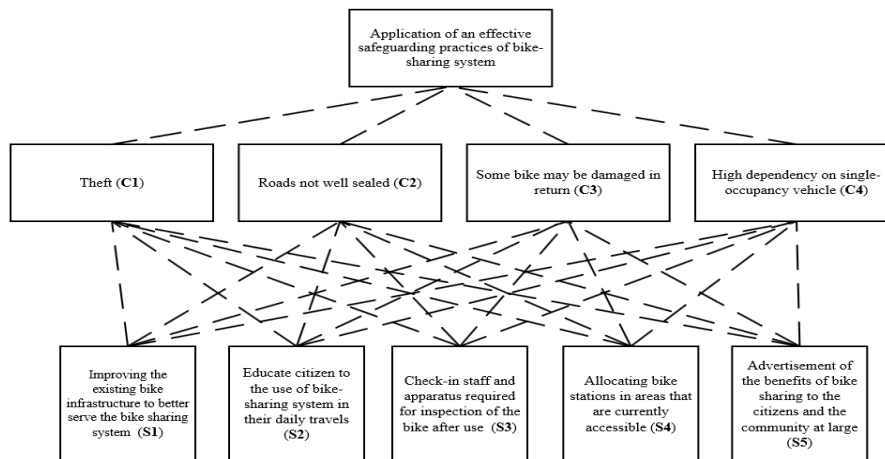 Application of an effective
safeguarding practices of bike-
sharing system
Theft (C1)
Roads not well sealed (C2)
Some bike may be damaged in
return (C3)
High dependency on single-
occupancy vehicle (C4)
Improving the
existing bike
infrastructure to better
serve the bike sharing
system (S1)
Educate citizen to
the use of bike-
sharing system in
their daily travels
(S2)
Check-in staff and
apparatus required
for inspection of the
bike after use (S3)
Allocating bike
stations in areas that
are currently
accessible (S4)
Advertisement of
the benefits of bike
sharing to the
citizens and the
community at large
(S5)